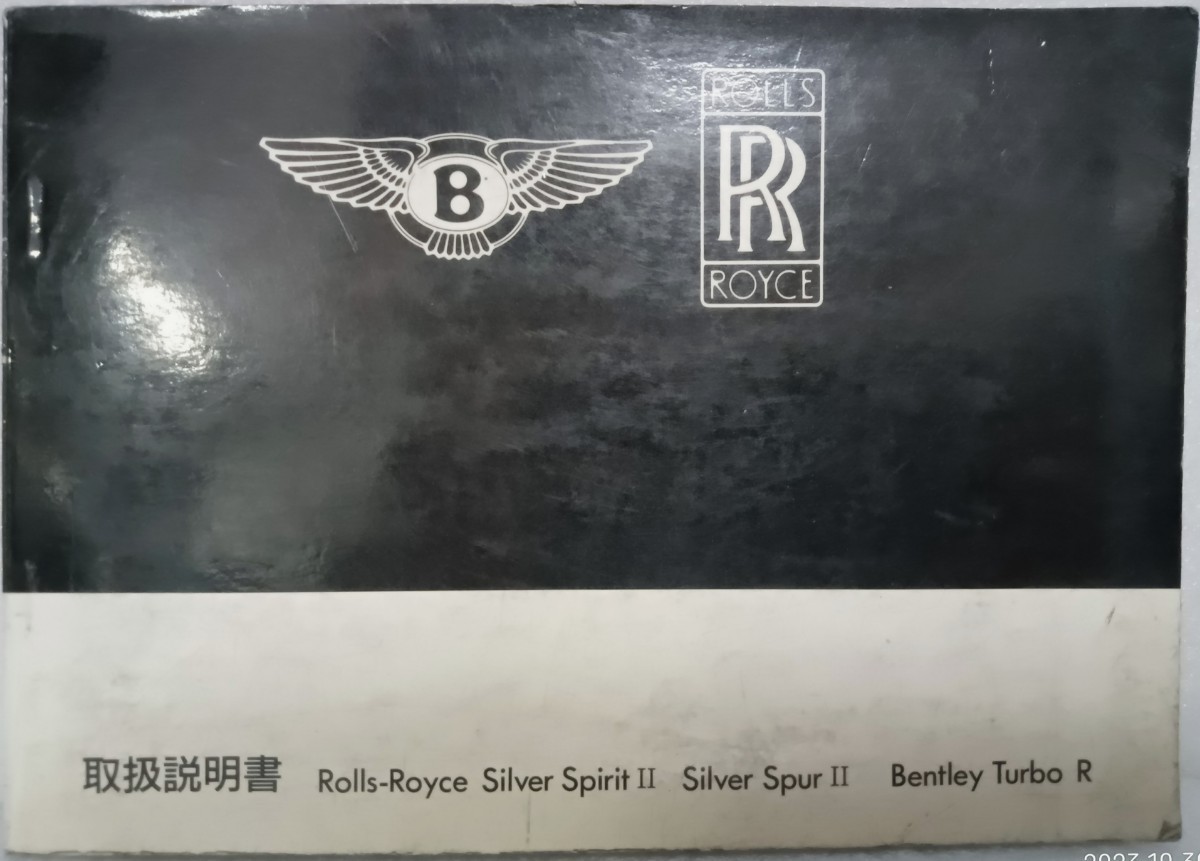 B
ROLLS
RR
ROYCE
取扱説明書 Rolls-Royce Silver Spirit II Silver Spur II Bentley Turbo R